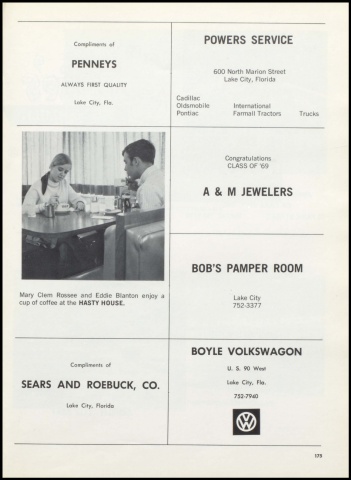 Compliments of
PENNEYS
ALWAYS FIRST QUALITY
Lake City, Fla.
Mary Clem Rossee and Eddie Blanton enjoy a
cup of coffee at the HASTY HOUSE.
Compliments of
SEARS AND ROEBUCK, CO.
Lake City, Florida
POWERS SERVICE
600 North Marion Street
Lake City, Florida
Cadillac
Oldsmobile International
Pontiac Farmall Tractors Trucks
Congratulations
CLASS OF '69
A & M JEWELERS
BOB'S PAMPER ROOM
Lake City
752-3377
BOYLE VOLKSWAGON
U. S. 90 West
Lake City, Fla.
752-7940
VW
175